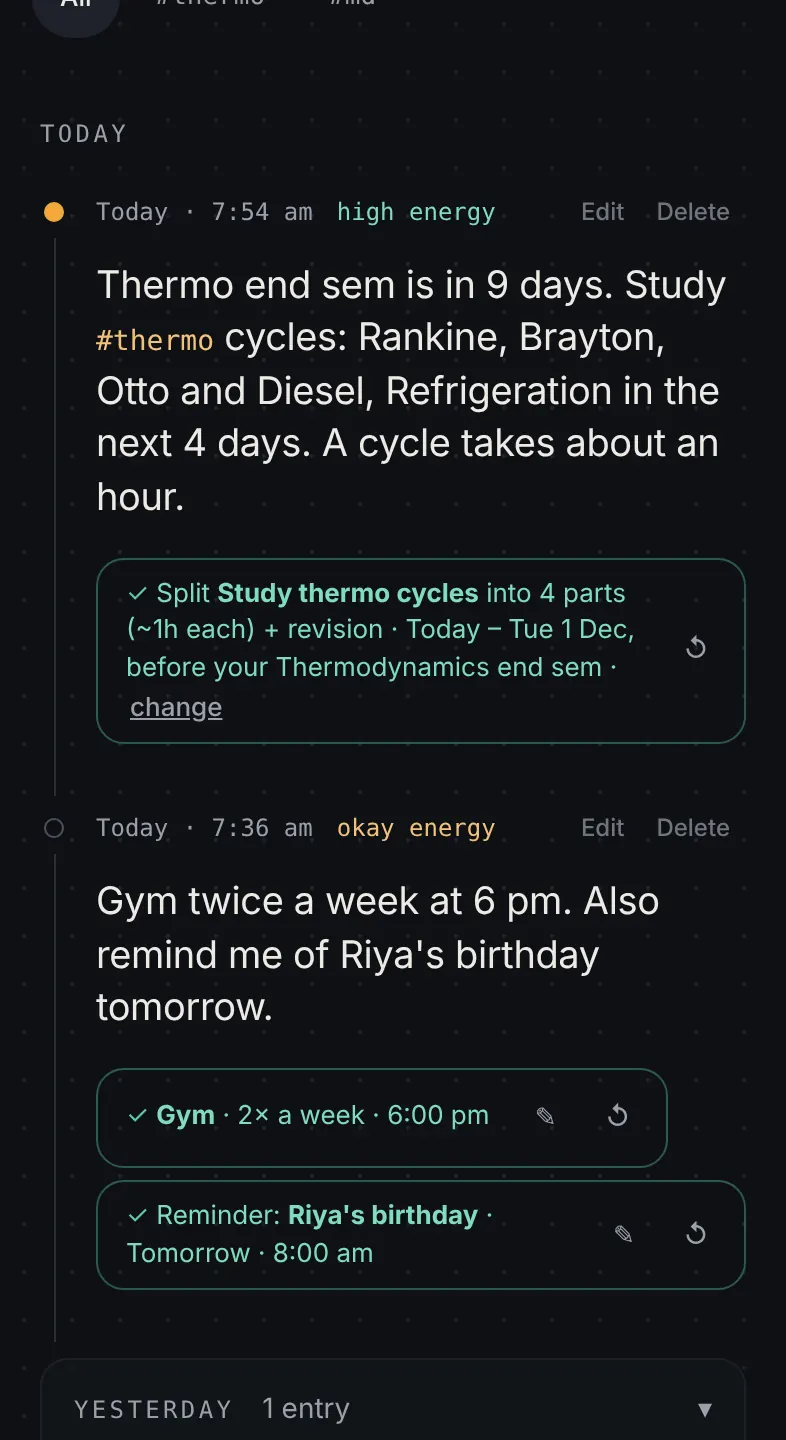 All #thermo #md
TODAY
Today · 7:54 am high energy Edit Delete
Thermo end sem is in 9 days. Study
#thermo cycles: Rankine, Brayton,
Otto and Diesel, Refrigeration in the
next 4 days. A cycle takes about an
hour.
✓ Split Study thermo cycles into 4 parts
(~1h each) + revision · Today – Tue 1 Dec,
before your Thermodynamics end sem ·
change
Today · 7:36 am okay energy Edit Delete
Gym twice a week at 6 pm. Also
remind me of Riya's birthday
tomorrow.
✓ Gym · 2× a week · 6:00 pm
✓ Reminder: Riya's birthday ·
Tomorrow · 8:00 am
YESTERDAY 1 entry